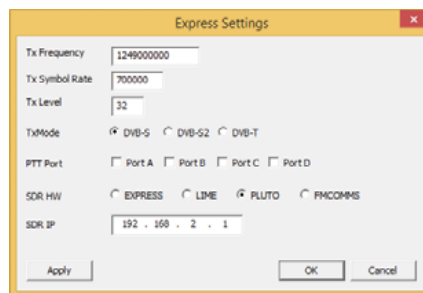 Express Settings
Tx Frequency 1249000000
Tx Symbol Rate 700000
Tx Level 32
TxMode DVB-S DVB-S2 DVB-T
PTT Port Port A Port B Port C Port D
SDR HW EXPRESS LIME PLUTO FMCOMMS
SDR IP 192 . 168 . 2 . 1
Apply OK Cancel